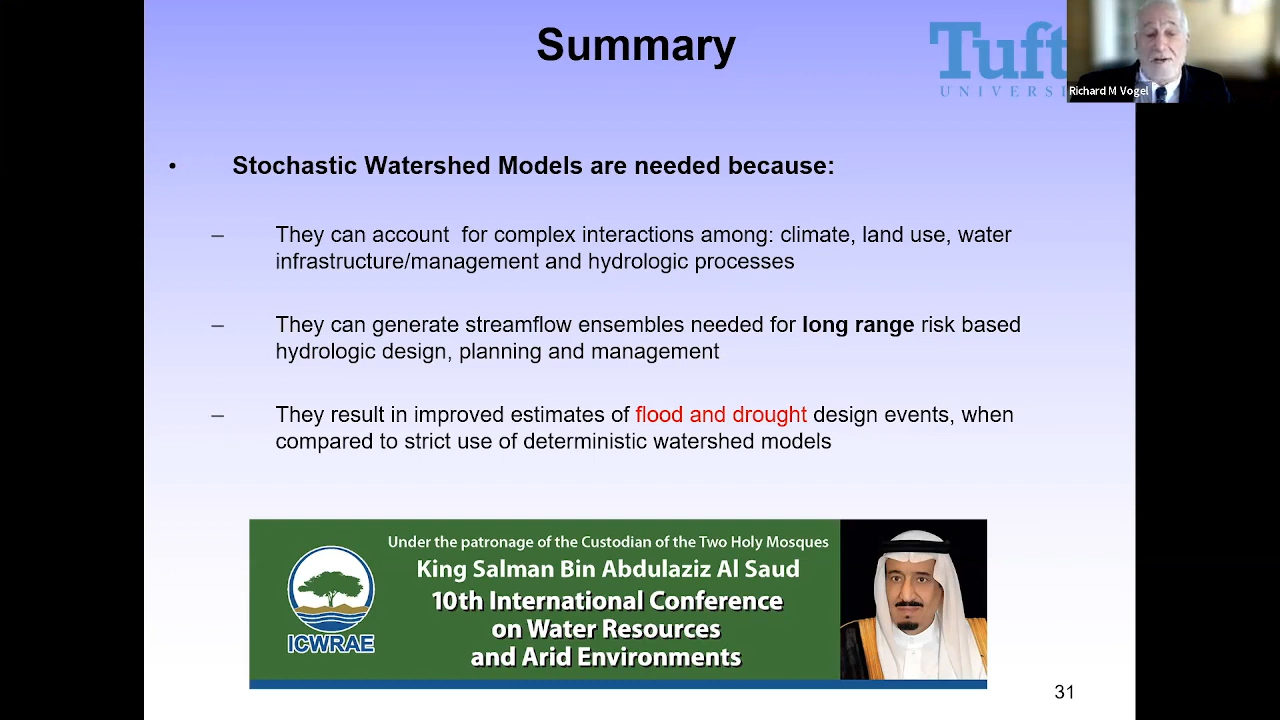 Summary
Tuft
UNIVERSI
Richard M Vogel
• Stochastic Watershed Models are needed because:
– They can account for complex interactions among: climate, land use, water
infrastructure/management and hydrologic processes
– They can generate streamflow ensembles needed for long range risk based
hydrologic design, planning and management
– They result in improved estimates of flood and drought design events, when
compared to strict use of deterministic watershed models
Under the patronage of the Custodian of the Two Holy Mosques
King Salman Bin Abdulaziz Al Saud
10th International Conference
on Water Resources
and Arid Environments
ICWRAE
31